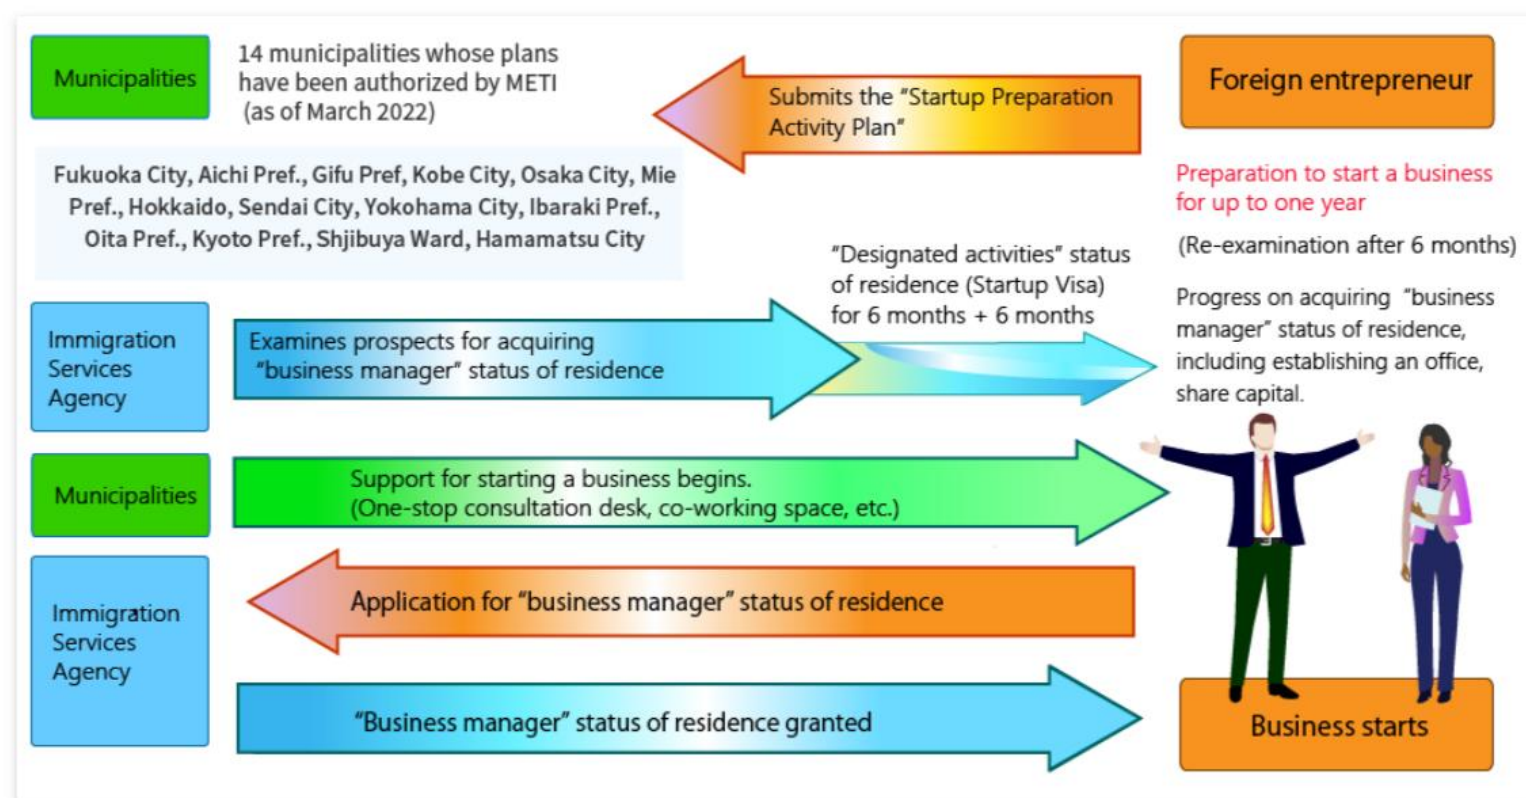 Municipalities
14 municipalities whose plans
have been authorized by METI
(as of March 2022)
Submits the “Startup Preparation
Activity Plan”
Foreign entrepreneur
Fukuoka City, Aichi Pref., Gifu Pref, Kobe City, Osaka City, Mie
Pref., Hokkaido, Sendai City, Yokohama City, Ibaraki Pref.,
Oita Pref., Kyoto Pref., Shjibuya Ward, Hamamatsu City
Preparation to start a business
for up to one year
(Re-examination after 6 months)
“Designated activities” status
of residence (Startup Visa)
for 6 months + 6 months
Progress on acquiring “business
manager” status of residence,
including establishing an office,
share capital.
Immigration
Services
Agency
Examines prospects for acquiring
“business manager” status of residence
Municipalities
Support for starting a business begins.
(One-stop consultation desk, co-working space, etc.)
Immigration
Services
Agency
Application for “business manager” status of residence
“Business manager” status of residence granted
Business starts